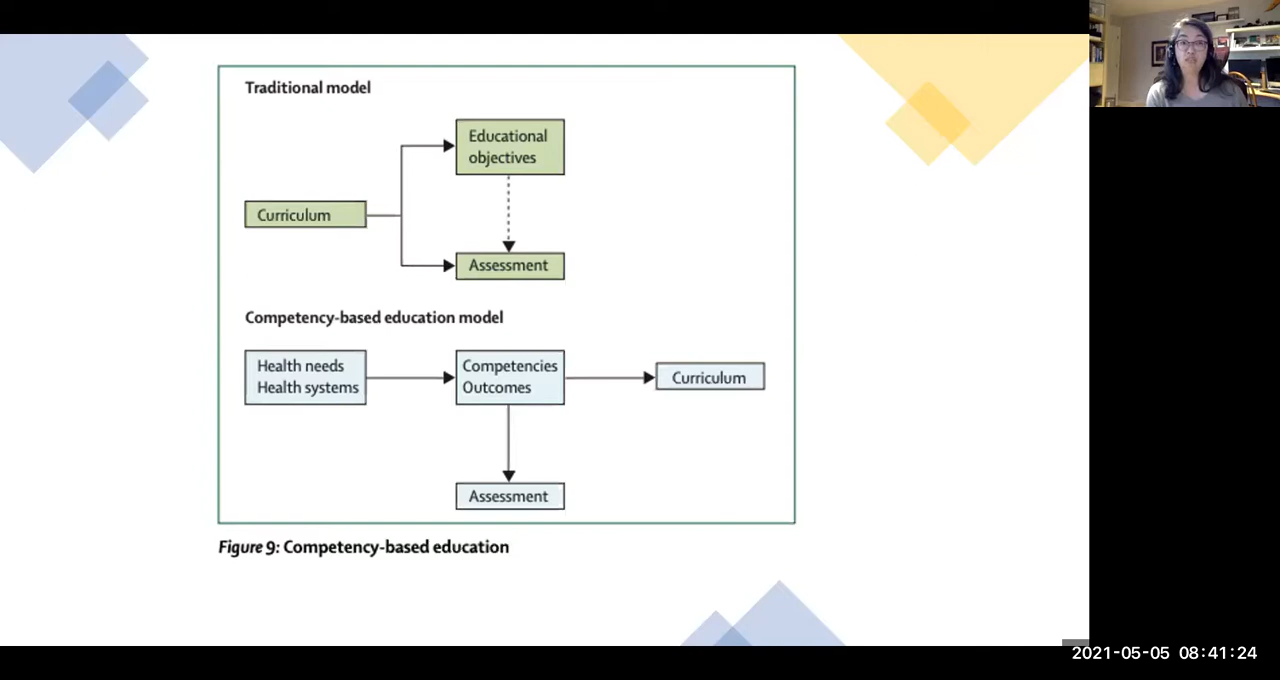 Traditional model
Educational
objectives
Curriculum
Assessment
Competency-based education model
Health needs
Health systems
Competencies
Outcomes
Curriculum
Assessment
Figure 9: Competency-based education
2021-05-05 08:41:24